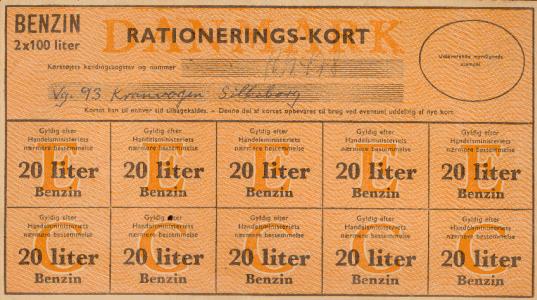 BENZIN
2x100 liter
DANMARK
RATIONERINGS-KORT
Køretøjets kendingsbogstav og nummer
Udleverende myndigheds
stempel
Vg. 93 Kranvogen Silkeborg
Kortet kan til enhver tid tilbagekaldes. – Denne del af kortet opbevares til brug ved eventuel uddeling af nye kort.
E E E E E
Gyldig efter Gyldig efter Gyldig efter Gyldig efter Gyldig efter
Handelsministeriets Handelsministeriets Handelsministeriets Handelsministeriets Handelsministeriets
nærmere bestemmelse nærmere bestemmelse nærmere bestemmelse nærmere bestemmelse nærmere bestemmelse
20 liter 20 liter 20 liter 20 liter 20 liter
Benzin Benzin Benzin Benzin Benzin
Gyldig efter Gyldig efter Gyldig efter Gyldig efter Gyldig efter
Handelsministeriets Handelsministeriets Handelsministeriets Handelsministeriets Handelsministeriets
nærmere bestemmelse nærmere bestemmelse nærmere bestemmelse nærmere bestemmelse nærmere bestemmelse
20 liter 20 liter 20 liter 20 liter 20 liter
Benzin Benzin Benzin Benzin Benzin